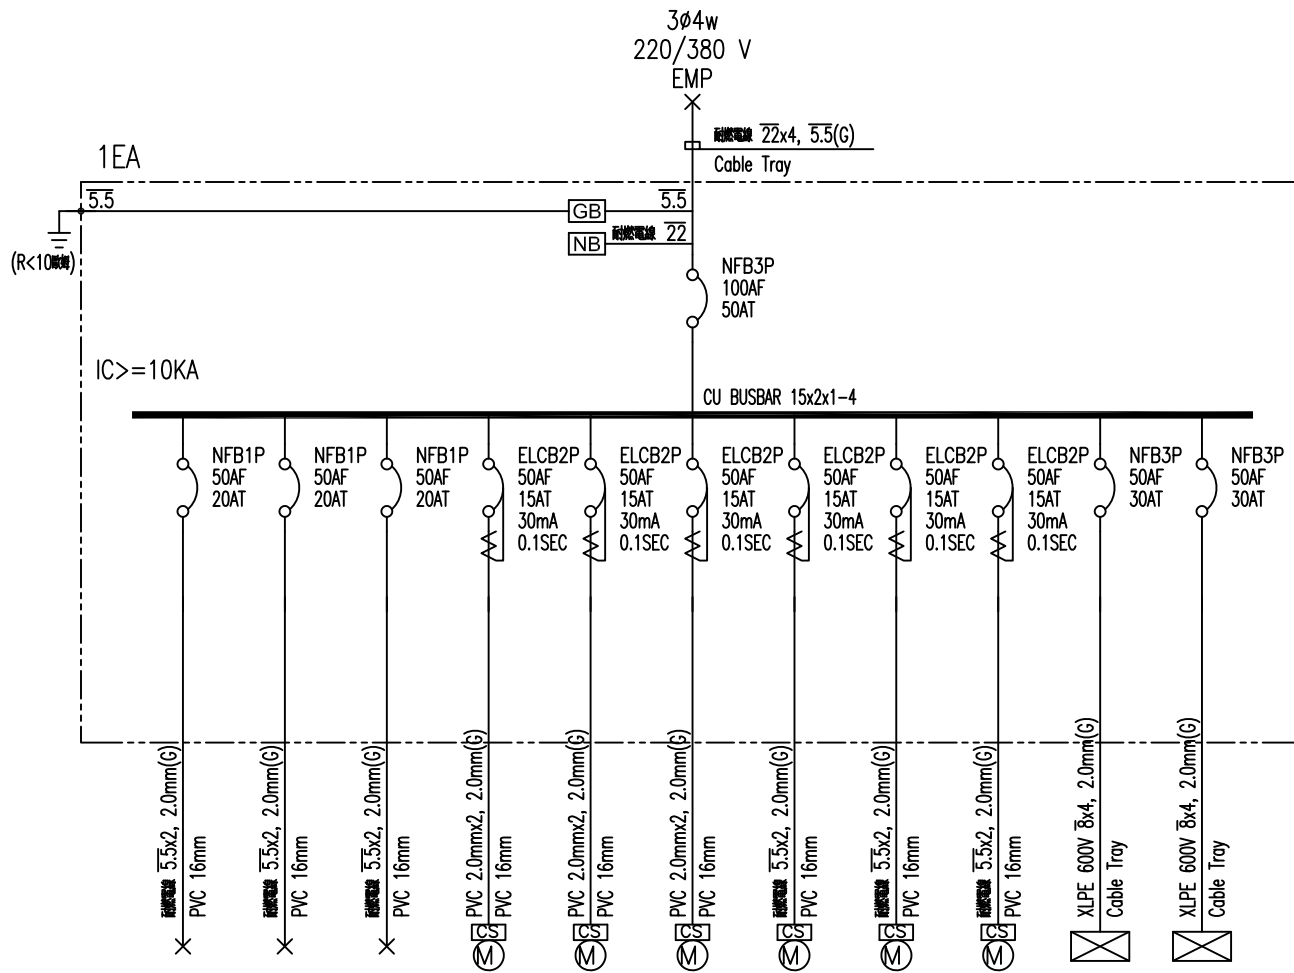 3ø4w
220/380 V
EMP
耐燃電線 22x4, 5.5(G)
Cable Tray
1EA
5.5
GB
5.5
NB
耐燃電線 22
(R<10歐姆)
NFB3P
100AF
50AT
IC>=10KA
CU BUSBAR 15x2x1-4
NFB1P
50AF
20AT
NFB1P
50AF
20AT
NFB1P
50AF
20AT
ELCB2P
50AF
15AT
30mA
0.1SEC
ELCB2P
50AF
15AT
30mA
0.1SEC
ELCB2P
50AF
15AT
30mA
0.1SEC
ELCB2P
50AF
15AT
30mA
0.1SEC
ELCB2P
50AF
15AT
30mA
0.1SEC
ELCB2P
50AF
15AT
30mA
0.1SEC
NFB3P
50AF
30AT
NFB3P
50AF
30AT
耐燃電線 5.5x2, 2.0mm(G)
PVC 16mm
耐燃電線 5.5x2, 2.0mm(G)
PVC 16mm
耐燃電線 5.5x2, 2.0mm(G)
PVC 16mm
PVC 2.0mmx2, 2.0mm(G)
PVC 16mm
CS
M
PVC 2.0mmx2, 2.0mm(G)
PVC 16mm
CS
M
PVC 2.0mmx2, 2.0mm(G)
PVC 16mm
CS
M
耐燃電線 5.5x2, 2.0mm(G)
PVC 16mm
CS
M
耐燃電線 5.5x2, 2.0mm(G)
PVC 16mm
CS
M
耐燃電線 5.5x2, 2.0mm(G)
PVC 16mm
CS
M
XLPE 600V 8x4, 2.0mm(G)
Cable Tray
XLPE 600V 8x4, 2.0mm(G)
Cable Tray